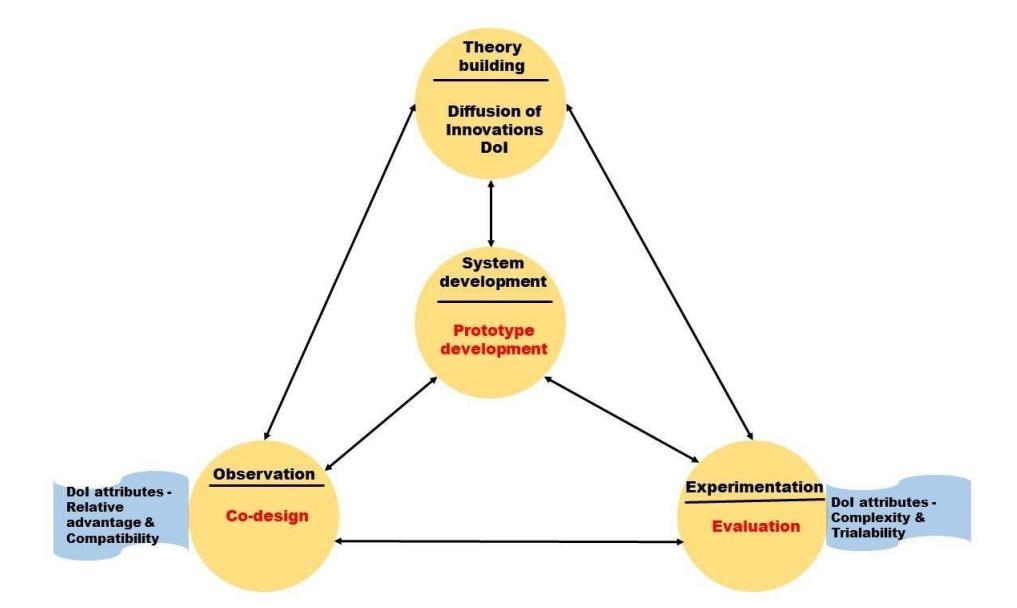 Theory
building
Diffusion of
Innovations
DoI
System
development
Prototype
development
Observation
Co-design
DoI attributes -
Relative
advantage &
Compatibility
Experimentation
Evaluation
DoI attributes -
Complexity &
Trialability